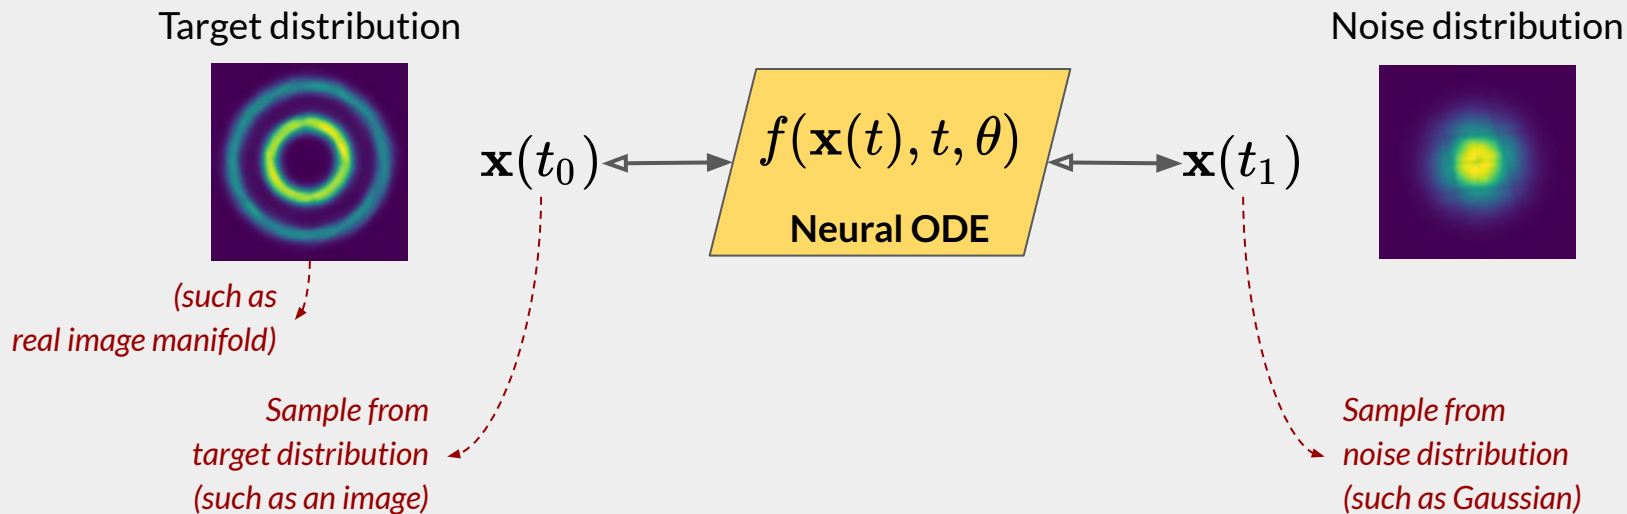 Target distribution
Noise distribution
𝐱(t₀)
f(𝐱(t), t, θ)
Neural ODE
𝐱(t₁)
(such as
real image manifold)
Sample from
target distribution
(such as an image)
Sample from
noise distribution
(such as Gaussian)